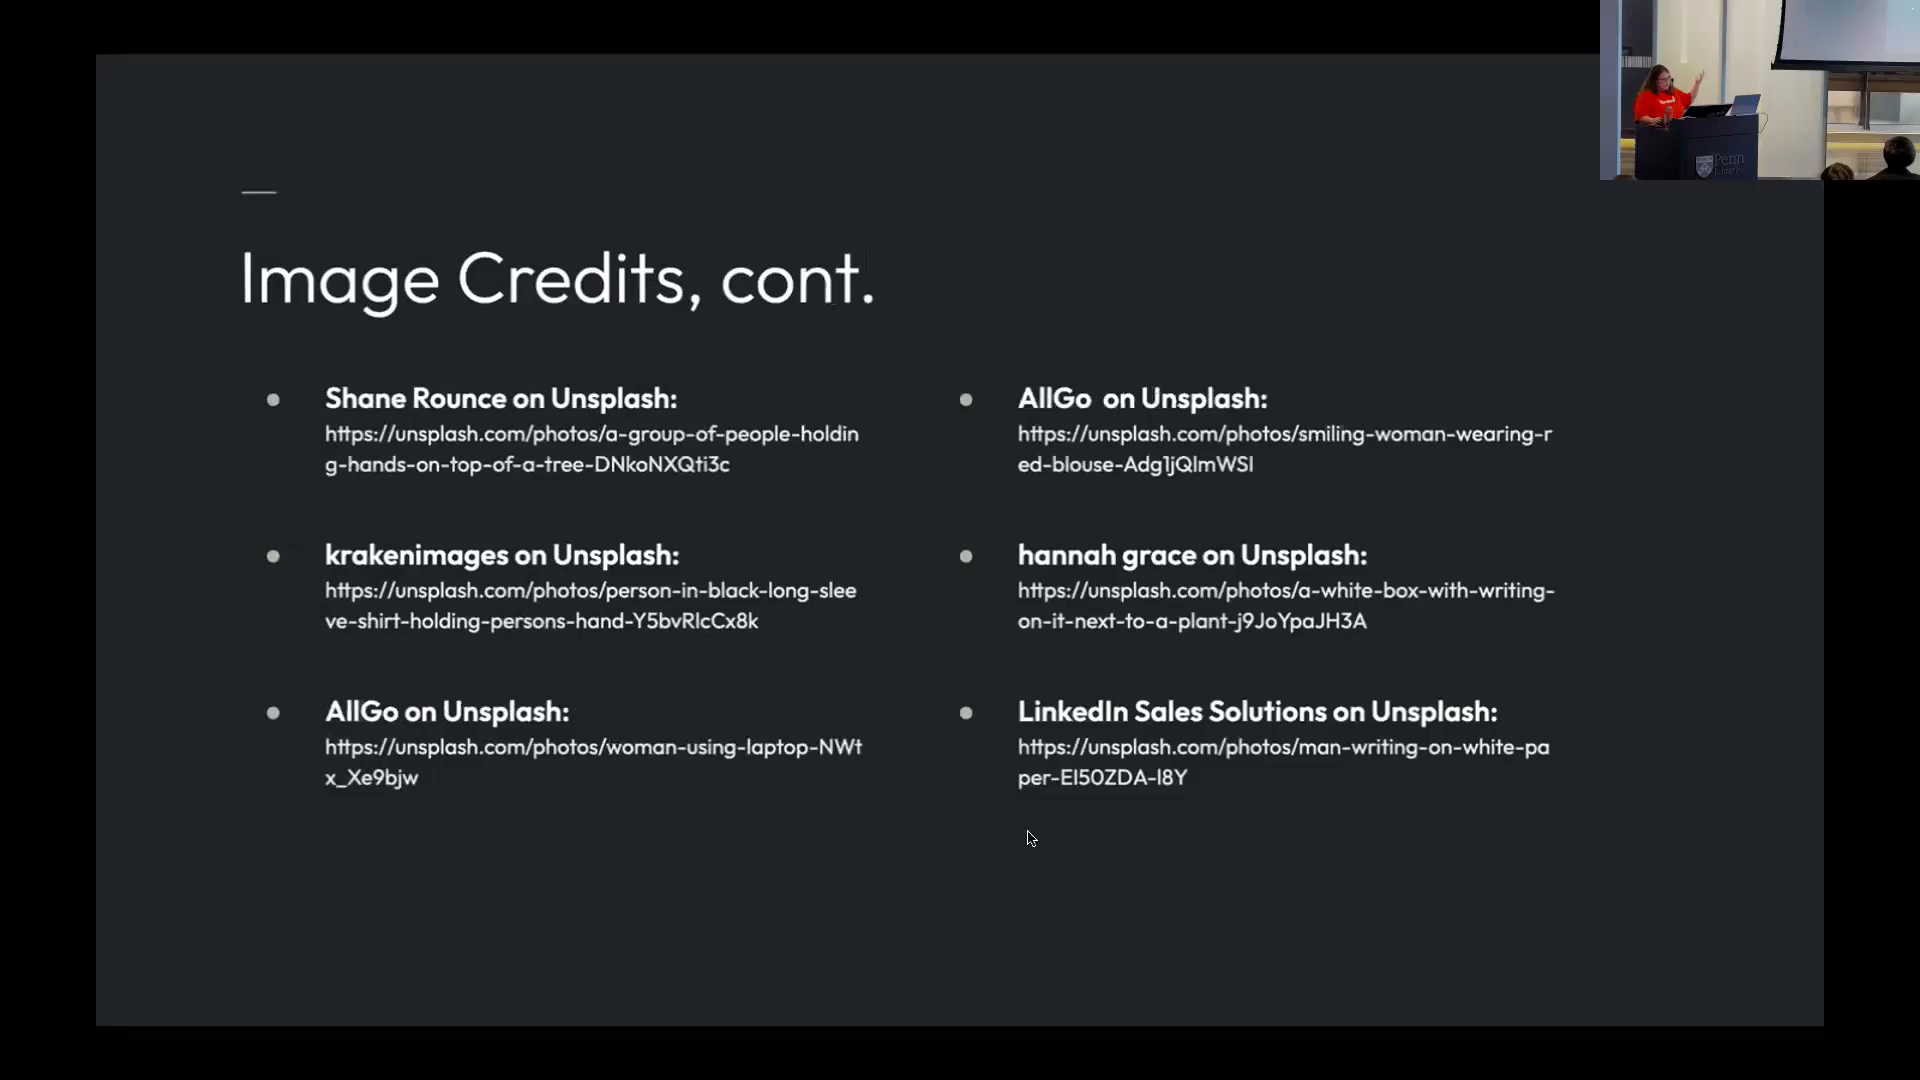 Image Credits, cont.
Shane Rounce on Unsplash:
https://unsplash.com/photos/a-group-of-people-holdin
g-hands-on-top-of-a-tree-DNkoNXQti3c
krakenimages on Unsplash:
https://unsplash.com/photos/person-in-black-long-slee
ve-shirt-holding-persons-hand-Y5bvRlcCx8k
AllGo on Unsplash:
https://unsplash.com/photos/woman-using-laptop-NWt
x_Xe9bjw
AllGo  on Unsplash:
https://unsplash.com/photos/smiling-woman-wearing-r
ed-blouse-Adg1jQlmWSI
hannah grace on Unsplash:
https://unsplash.com/photos/a-white-box-with-writing-
on-it-next-to-a-plant-j9JoYpaJH3A
LinkedIn Sales Solutions on Unsplash:
https://unsplash.com/photos/man-writing-on-white-pa
per-EI50ZDA-l8Y
Penn
Libraries